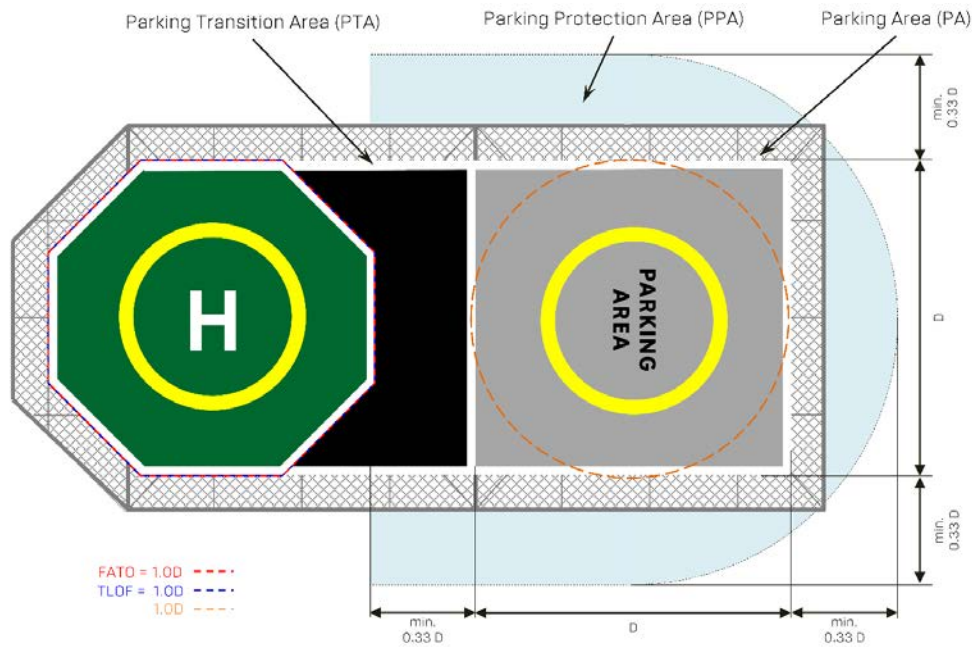 Parking Transition Area (PTA)
Parking Protection Area (PPA)
Parking Area (PA)
min.
0.33 D
H
PARKING
AREA
D
min.
0.33 D
FATO = 1.0D
TLOF = 1.0D
1.0D
min.
0.33 D
D
min.
0.33 D